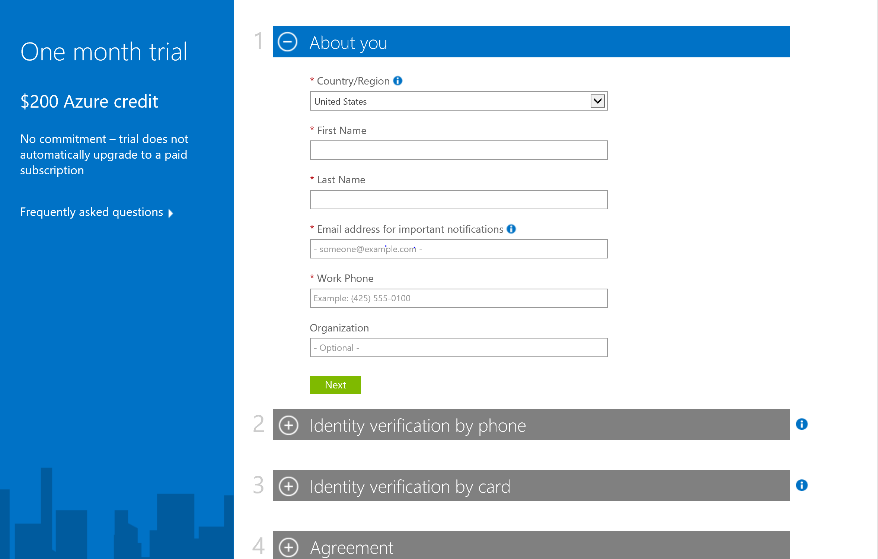 One month trial
$200 Azure credit
No commitment – trial does not
automatically upgrade to a paid
subscription
Frequently asked questions
1
About you
* Country/Region
United States
* First Name
* Last Name
* Email address for important notifications
- someone@example.com -
* Work Phone
Example: (425) 555-0100
Organization
- Optional -
Next
2 Identity verification by phone
3 Identity verification by card
4 Agreement